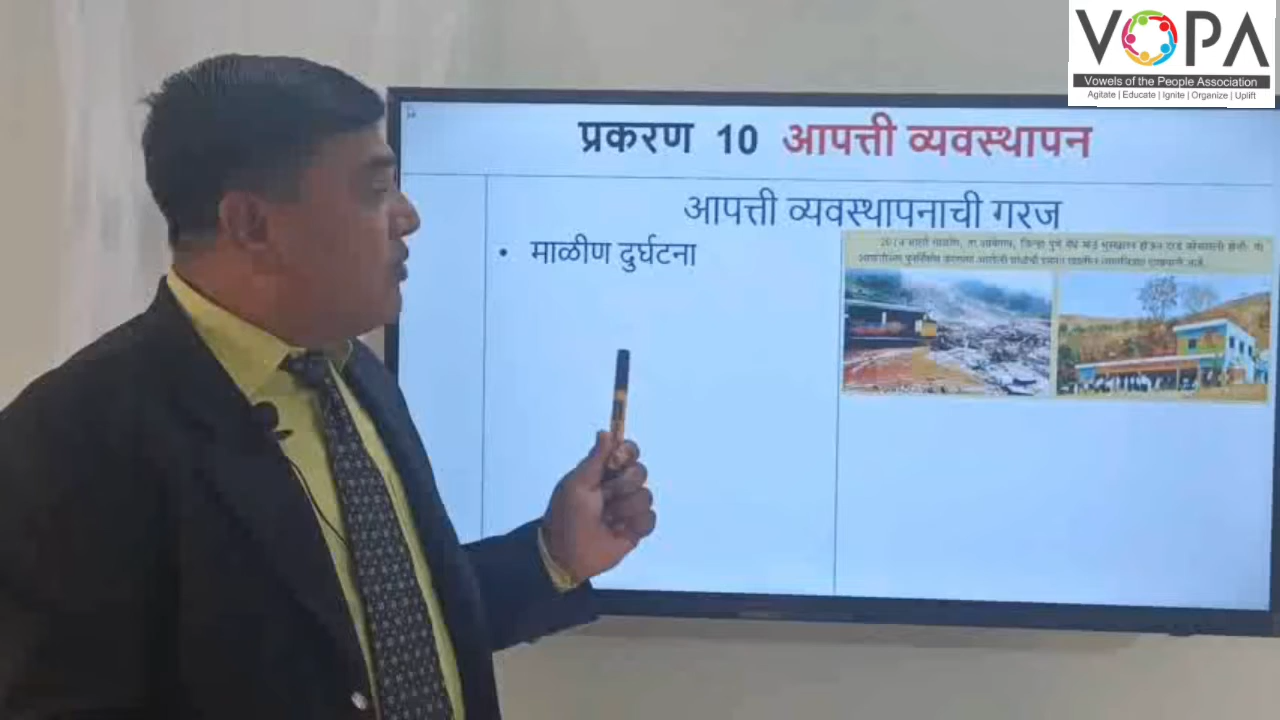 VOPA
Vowels of the People Association
Agitate | Educate | Ignite | Organize | Uplift
प्रकरण 10 आपत्ती व्यवस्थापन
आपत्ती व्यवस्थापनाची गरज
• माळीण दुर्घटना